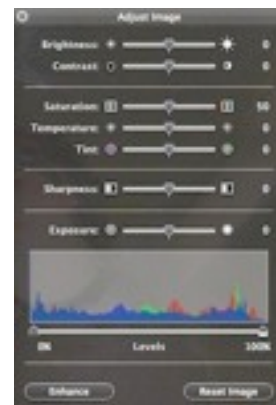 Adjust Image
Brightness: 0
Contrast: 0
Saturation: 50
Temperature: 0
Tint: 0
Sharpness: 0
Exposure: 0
0% Levels 100%
Enhance Reset Image